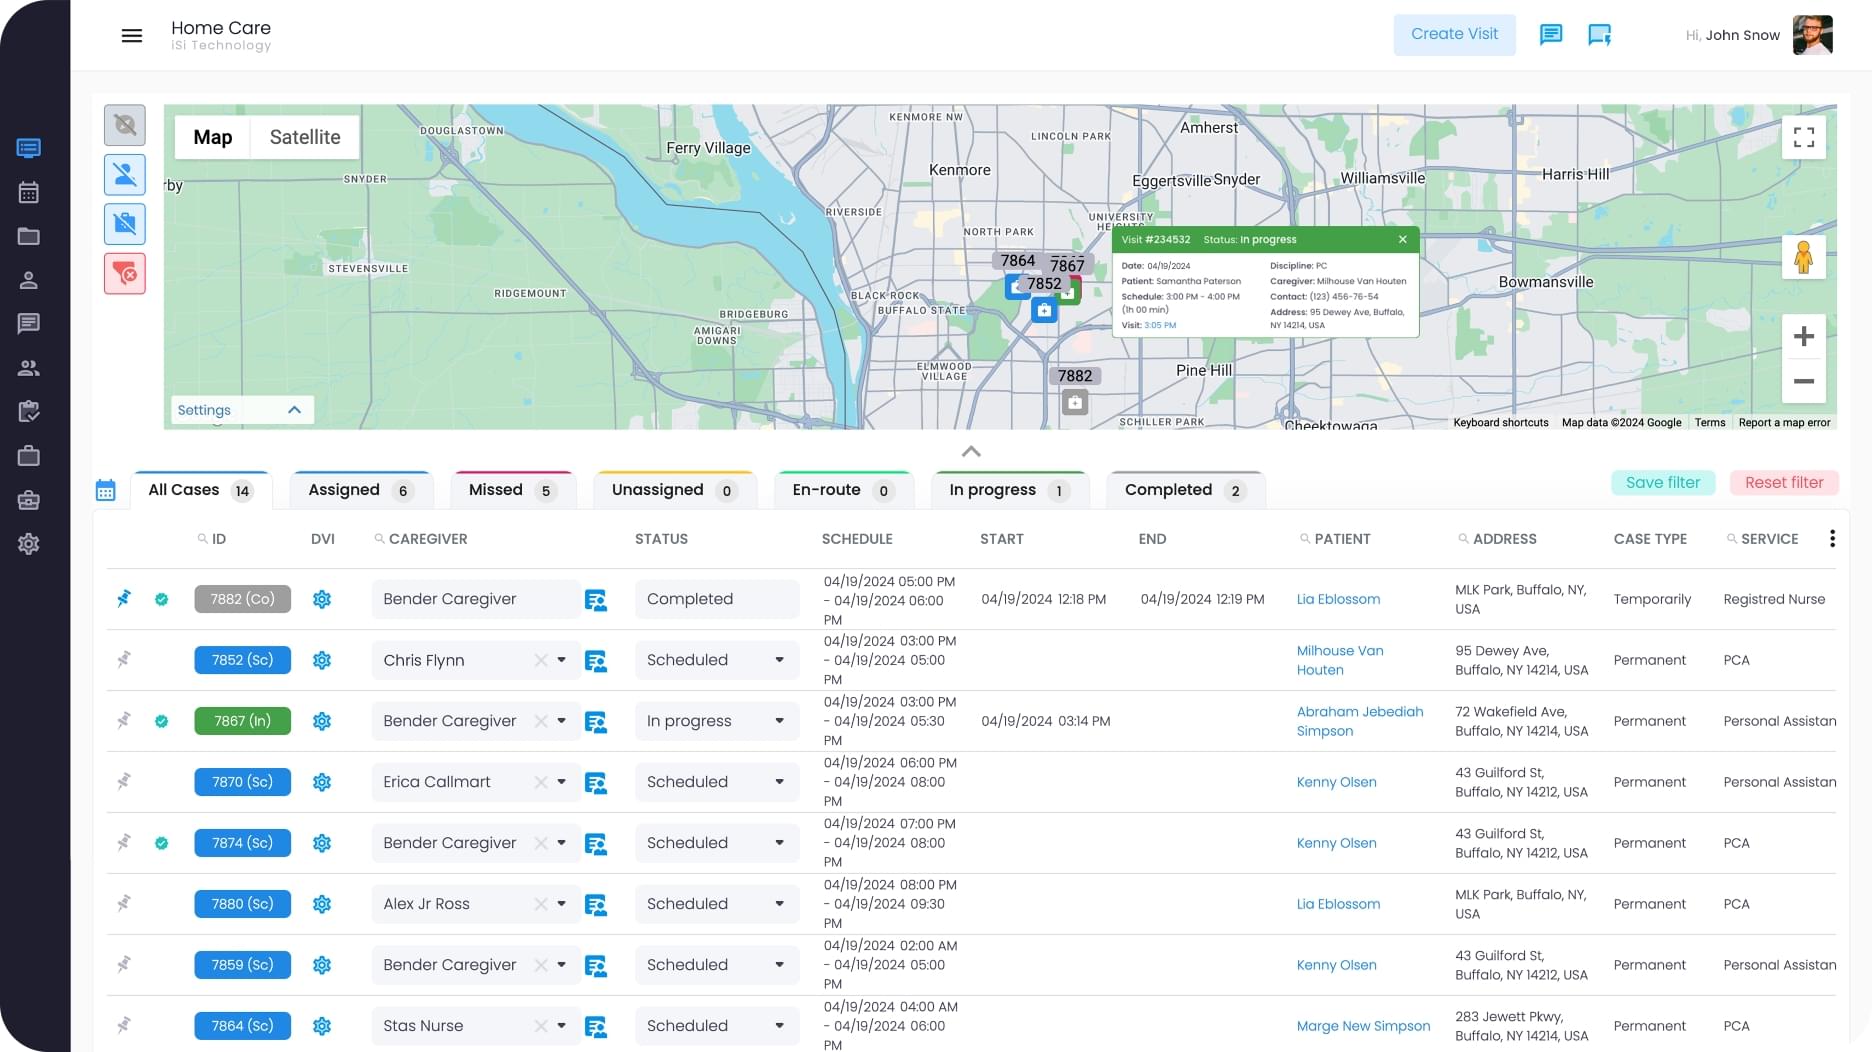 Home Care
iSi Technology
Create Visit
Hi, John Snow
Map
Satellite
DOUGLASTOWN
Ferry Village
KENMORE NW
LINCOLN PARK
Amherst
Kenmore
Eggertsville
Snyder
Williamsville
Harris Hill
rby
SNYDER
RIVERSIDE
UNIVERSITY
HEIGHTS
NORTH PARK
STEVENSVILLE
RIDGEMOUNT
BLACK ROCK
BUFFALO STATE
BRIDGEBURG
AMIGARI
DOWNS
ELMWOOD
VILLAGE
Bowmansville
Pine Hill
SCHILLER PARK
Cheektowaga
7864
7867
7852
7882
Visit #234532 Status: In progress
Date: 04/19/2024
Patient: Samantha Paterson
Schedule: 3:00 PM - 4:00 PM
(1h 00 min)
Visit: 3:05 PM
Discipline: PC
Caregiver: Milhouse Van Houten
Contact: (123) 456-76-54
Address: 95 Dewey Ave, Buffalo,
NY 14214, USA
Settings
Keyboard shortcuts Map data ©2024 Google Terms Report a map error
All Cases 14
Assigned 6
Missed 5
Unassigned 0
En-route 0
In progress 1
Completed 2
Save filter
Reset filter
ID DVI CAREGIVER STATUS SCHEDULE START END PATIENT ADDRESS CASE TYPE SERVICE
7882 (Co)
Bender Caregiver
Completed
04/19/2024 05:00 PM
- 04/19/2024 06:00
PM
04/19/2024 12:18 PM
04/19/2024 12:19 PM
Lia Eblossom
MLK Park, Buffalo, NY,
USA
Temporarily
Registred Nurse
7852 (Sc)
Chris Flynn
Scheduled
04/19/2024 03:00 PM
- 04/19/2024 05:00
PM
Milhouse Van
Houten
95 Dewey Ave,
Buffalo, NY 14214, USA
Permanent
PCA
7867 (In)
Bender Caregiver
In progress
04/19/2024 03:00 PM
- 04/19/2024 05:30
PM
04/19/2024 03:14 PM
Abraham Jebediah
Simpson
72 Wakefield Ave,
Buffalo, NY 14214, USA
Permanent
Personal Assistan
7870 (Sc)
Erica Callmart
Scheduled
04/19/2024 06:00 PM
- 04/19/2024 08:00
PM
Kenny Olsen
43 Guilford St,
Buffalo, NY 14212, USA
Permanent
Personal Assistan
7874 (Sc)
Bender Caregiver
Scheduled
04/19/2024 07:00 PM
- 04/19/2024 08:00
PM
Kenny Olsen
43 Guilford St,
Buffalo, NY 14212, USA
Permanent
PCA
7880 (Sc)
Alex Jr Ross
Scheduled
04/19/2024 08:00 PM
- 04/19/2024 09:30
PM
Lia Eblossom
MLK Park, Buffalo, NY,
USA
Permanent
PCA
7859 (Sc)
Bender Caregiver
Scheduled
04/19/2024 02:00 AM
- 04/19/2024 05:00
PM
Kenny Olsen
43 Guilford St,
Buffalo, NY 14212, USA
Permanent
Personal Assistan
7864 (Sc)
Stas Nurse
Scheduled
04/19/2024 04:00 AM
- 04/19/2024 06:00
PM
Marge New Simpson
283 Jewett Pkwy,
Buffalo, NY 14214, USA
Permanent
PCA